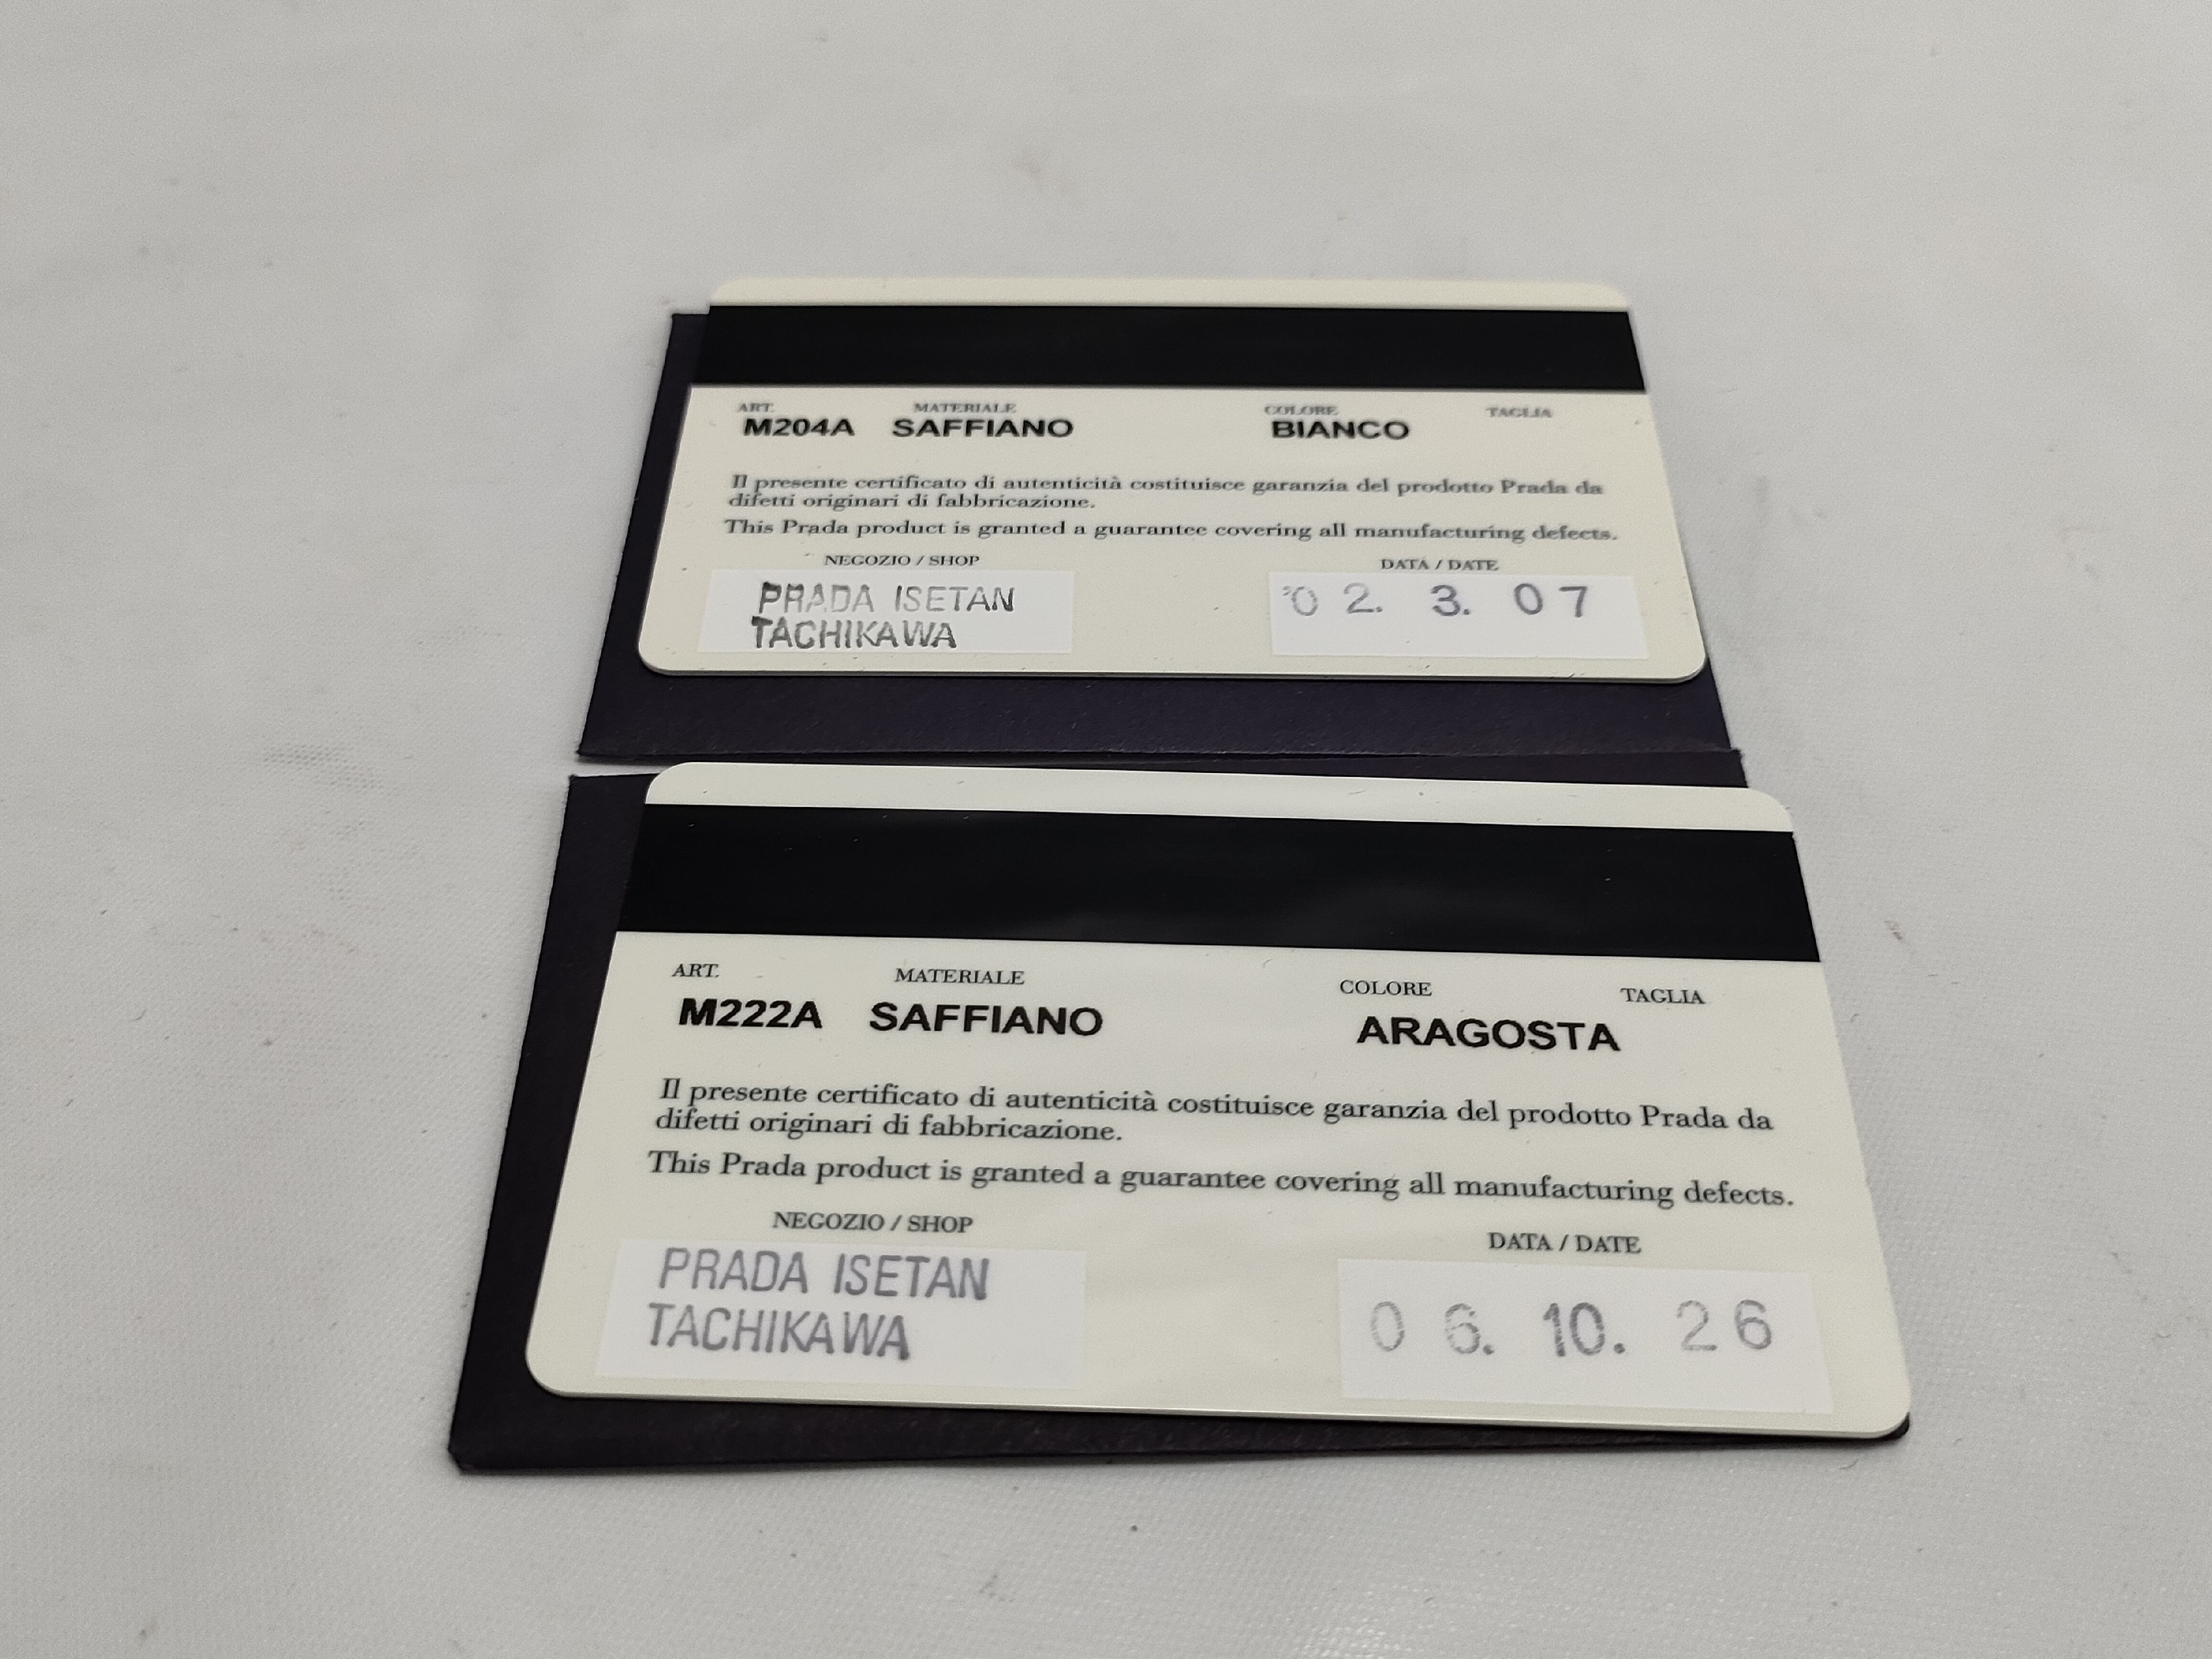 ART. MATERIALE COLORE TAGLIA
M204A SAFFIANO BIANCO
Il presente certificato di autenticità costituisce garanzia del prodotto Prada da
difetti originari di fabbricazione.
This Prada product is granted a guarantee covering all manufacturing defects.
NEGOZIO / SHOP DATA / DATE
PRADA ISETAN '02. 3. 07
TACHIKAWA
ART. MATERIALE COLORE TAGLIA
M222A SAFFIANO ARAGOSTA
Il presente certificato di autenticità costituisce garanzia del prodotto Prada da
difetti originari di fabbricazione.
This Prada product is granted a guarantee covering all manufacturing defects.
NEGOZIO / SHOP DATA / DATE
PRADA ISETAN 06. 10. 26
TACHIKAWA